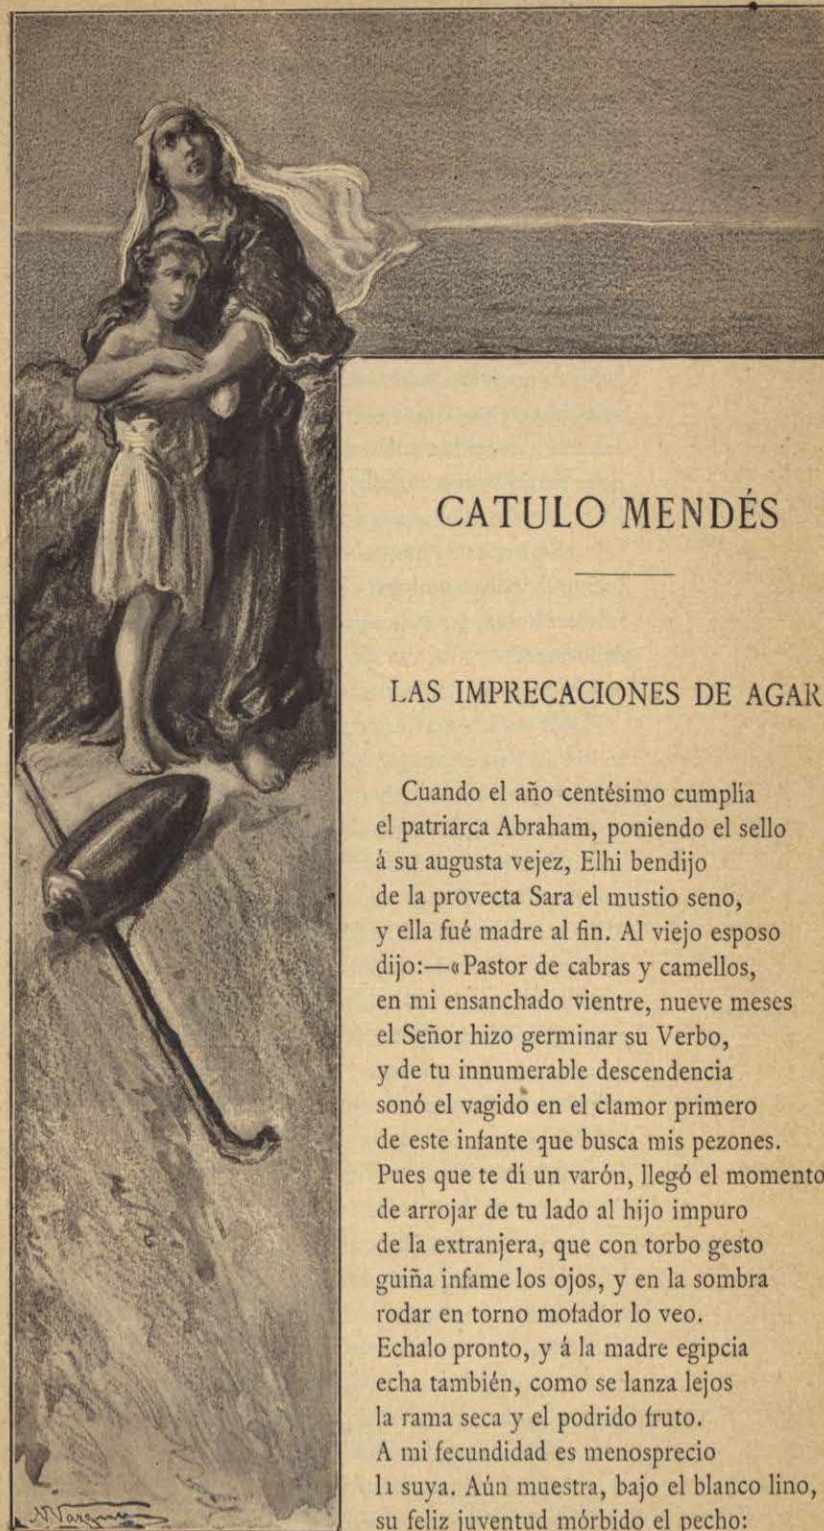 CATULO MENDÉS
LAS IMPRECACIONES DE AGAR
Cuando el año centésimo cumplia
el patriarca Abraham, poniendo el sello
á su augusta vejez, Elhi bendijo
de la provecta Sara el mustio seno,
y ella fué madre al fin. Al viejo esposo
dijo:—«Pastor de cabras y camellos,
en mi ensanchado vientre, nueve meses
el Señor hizo germinar su Verbo,
y de tu innumerable descendencia
sonó el vagido en el clamor primero
de este infante que busca mis pezones.
Pues que te dí un varón, llegó el momento
de arrojar de tu lado al hijo impuro
de la extranjera, que con torbo gesto
guiña infame los ojos, y en la sombra
rodar en torno mofador lo veo.
Echalo pronto, y á la madre egipcia
echa también, como se lanza lejos
la rama seca y el podrido fruto.
A mi fecundidad es menosprecio
la suya. Aún muestra, bajo el blanco lino,
su feliz juventud mórbido el pecho: